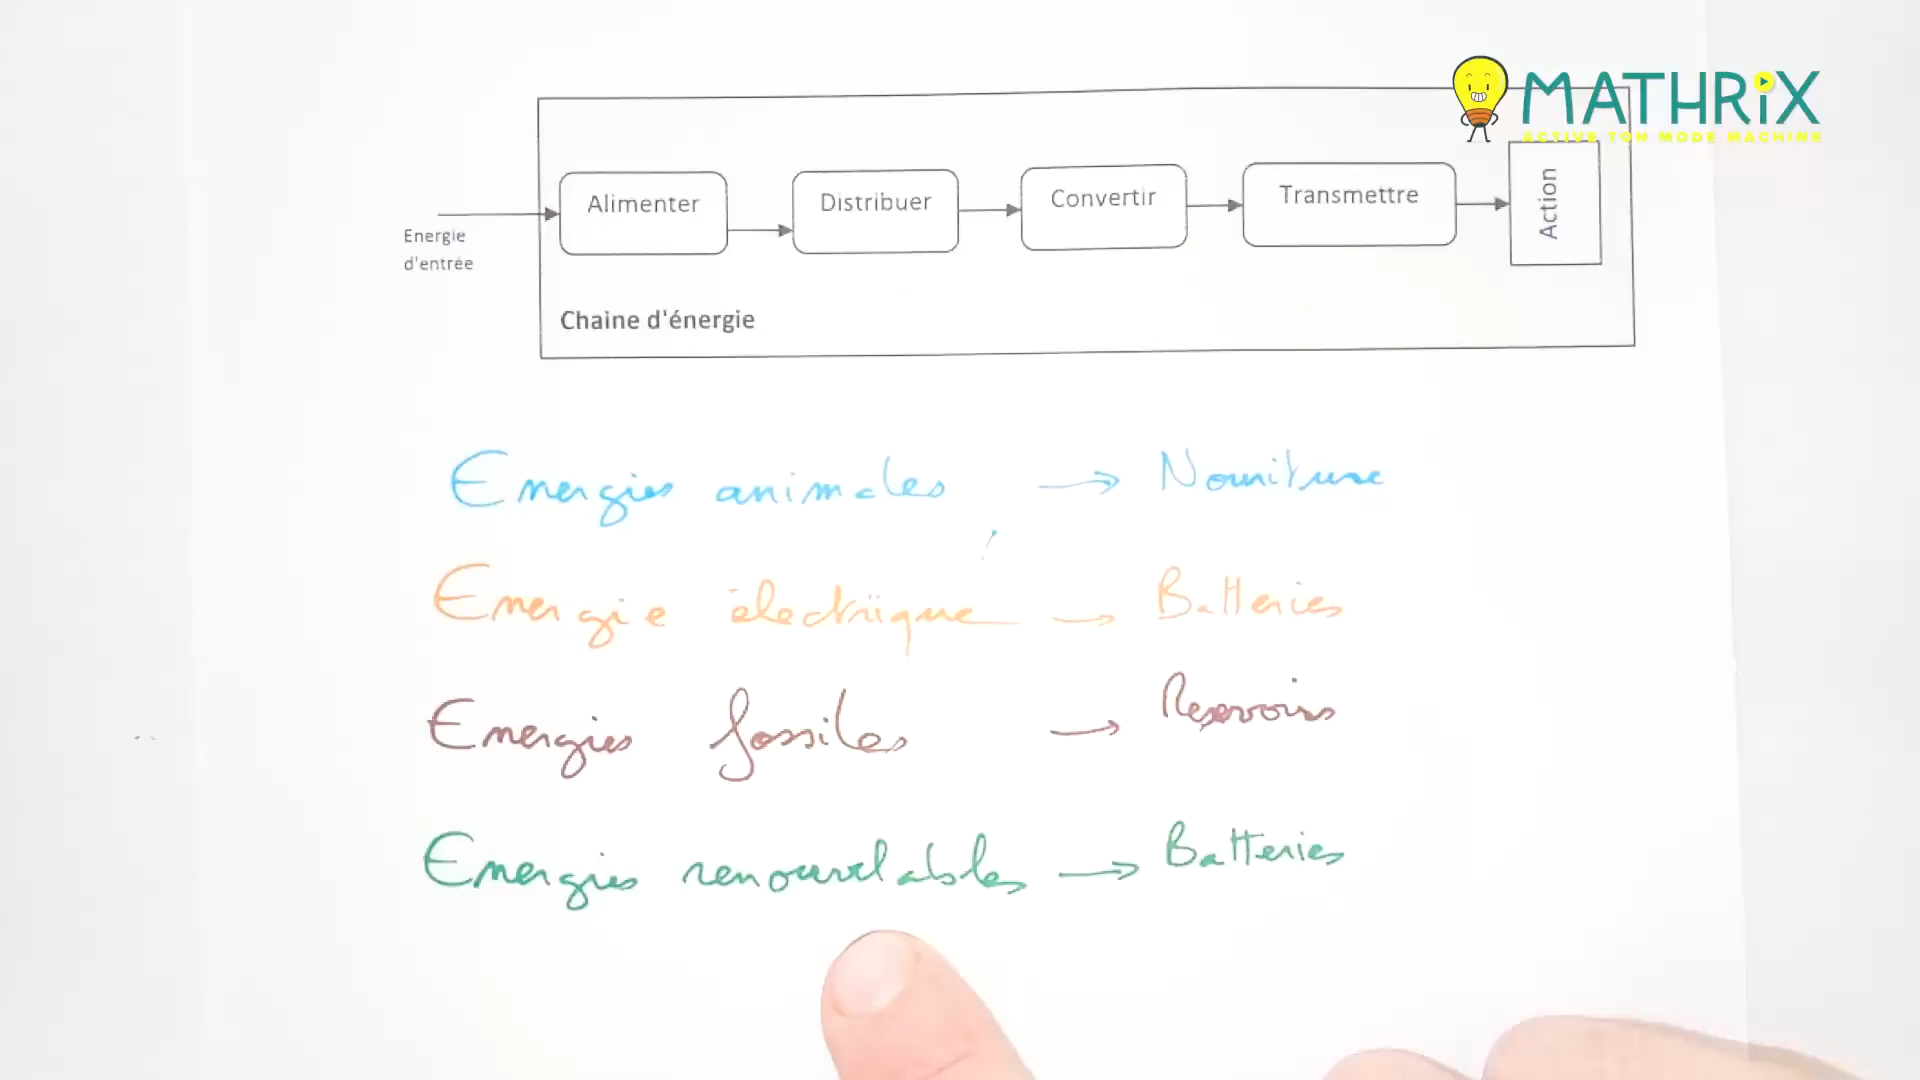 MATHRiX
ACTIVE TON MODE MACHINE
Alimenter
Distribuer
Convertir
Transmettre
Action
Energie
d'entrée
Chaine d'énergie
Energies animales → Nourriture
Energie électrique → Batteries
Energies fossiles → Reservoirs
Energies renouvelables → Batteries